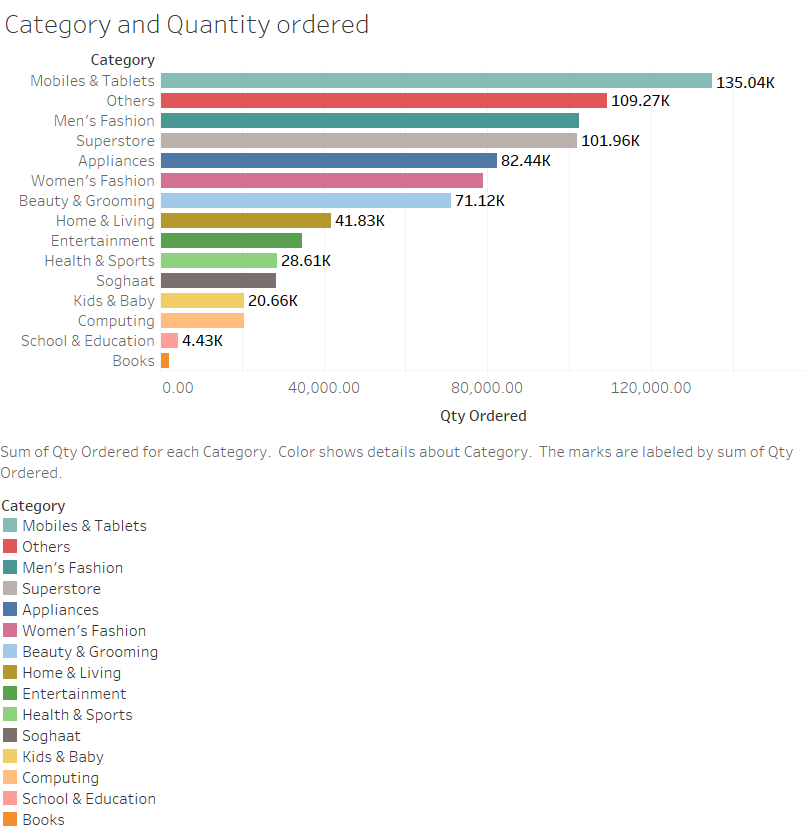 Category and Quantity ordered
Category
Mobiles & Tablets 135.04K
Others 109.27K
Men's Fashion
Superstore 101.96K
Appliances 82.44K
Women's Fashion
Beauty & Grooming 71.12K
Home & Living 41.83K
Entertainment
Health & Sports 28.61K
Soghaat
Kids & Baby 20.66K
Computing
School & Education 4.43K
Books
0.00 40,000.00 80,000.00 120,000.00
Qty Ordered
Sum of Qty Ordered for each Category.  Color shows details about Category.  The marks are labeled by sum of Qty
Ordered.
Category
Mobiles & Tablets
Others
Men's Fashion
Superstore
Appliances
Women's Fashion
Beauty & Grooming
Home & Living
Entertainment
Health & Sports
Soghaat
Kids & Baby
Computing
School & Education
Books